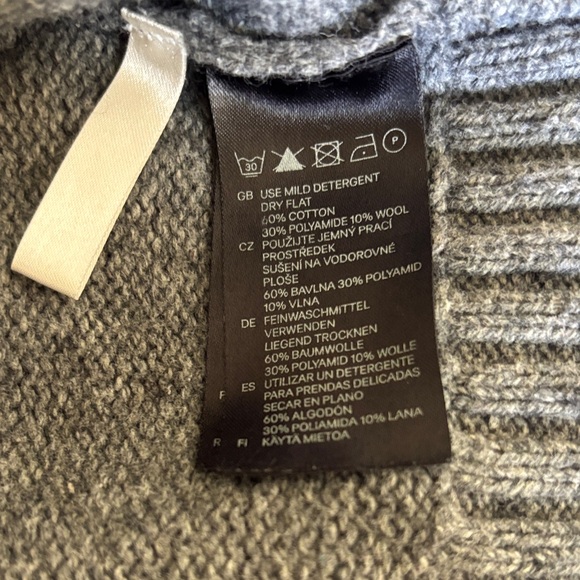 30
P
GB USE MILD DETERGENT
DRY FLAT
60% COTTON
30% POLYAMIDE 10% WOOL
CZ POUŽIJTE JEMNÝ PRACÍ
PROSTŘEDEK
SUŠENÍ NA VODOROVNÉ
PLOŠE
60% BAVLNA 30% POLYAMID
10% VLNA
DE FEINWASCHMITTEL
VERWENDEN
LIEGEND TROCKNEN
60% BAUMWOLLE
30% POLYAMID 10% WOLLE
ES UTILIZAR UN DETERGENTE
F PARA PRENDAS DELICADAS
SECAR EN PLANO
60% ALGODÓN
30% POLIAMIDA 10% LANA
R FI KÄYTÄ MIETOA